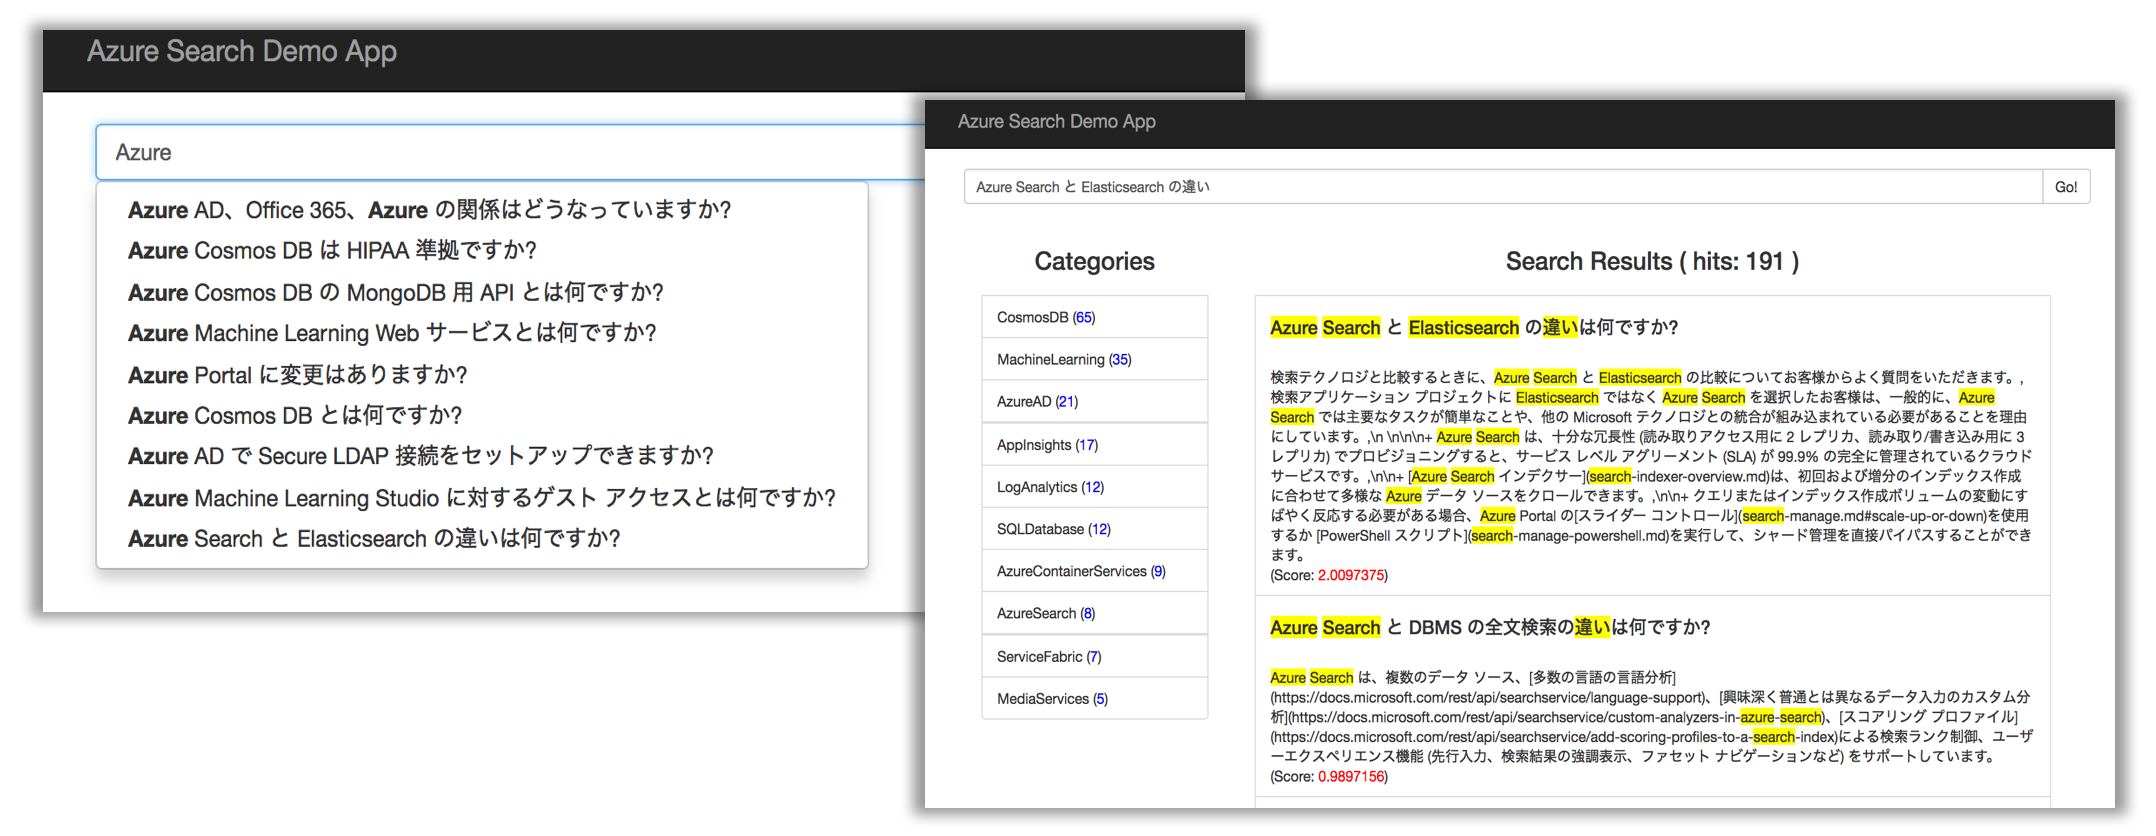 Azure Search Demo App
Azure
Azure AD、Office 365、Azure の関係はどうなっていますか?
Azure Cosmos DB は HIPAA 準拠ですか?
Azure Cosmos DB の MongoDB 用 API とは何ですか?
Azure Machine Learning Web サービスとは何ですか?
Azure Portal に変更はありますか?
Azure Cosmos DB とは何ですか?
Azure AD で Secure LDAP 接続をセットアップできますか?
Azure Machine Learning Studio に対するゲスト アクセスとは何ですか?
Azure Search と Elasticsearch の違いは何ですか?
Azure Search Demo App
Azure Search と Elasticsearch の違い
Go!
Categories
CosmosDB (65)
MachineLearning (35)
AzureAD (21)
AppInsights (17)
LogAnalytics (12)
SQLDatabase (12)
AzureContainerServices (9)
AzureSearch (8)
ServiceFabric (7)
MediaServices (5)
Search Results ( hits: 191 )
Azure Search と Elasticsearch の違いは何ですか?
検索テクノロジと比較するときに、Azure Search と Elasticsearch の比較についてお客様からよく質問をいただきます。,
検索アプリケーション プロジェクトに Elasticsearch ではなく Azure Search を選択したお客様は、一般的に、Azure
Search では主要なタスクが簡単なことや、他の Microsoft テクノロジとの統合が組み込まれている必要があることを理由
にしています。,\n \n\n\n+ Azure Search は、十分な冗長性 (読み取りアクセス用に 2 レプリカ、読み取り/書き込み用に 3
レプリカ) でプロビジョニングすると、サービス レベル アグリーメント (SLA) が 99.9% の完全に管理されているクラウド
サービスです。,\n\n+ [Azure Search インデクサー](search-indexer-overview.md)は、初回および増分のインデックス作成
に合わせて多様な Azure データ ソースをクロールできます。,\n\n+ クエリまたはインデックス作成ボリュームの変動にす
ばやく反応する必要がある場合、Azure Portal の[スライダー コントロール](search-manage.md#scale-up-or-down)を使用
するか [PowerShell スクリプト](search-manage-powershell.md)を実行して、シャード管理を直接バイパスすることができ
ます。
(Score: 2.0097375)
Azure Search と DBMS の全文検索の違いは何ですか?
Azure Search は、複数のデータ ソース、[多数の言語の言語分析]
(https://docs.microsoft.com/rest/api/searchservice/language-support)、[興味深く普通とは異なるデータ入力のカスタム分
析](https://docs.microsoft.com/rest/api/searchservice/custom-analyzers-in-azure-search)、[スコアリング プロファイル]
(https://docs.microsoft.com/rest/api/searchservice/add-scoring-profiles-to-a-search-index)による検索ランク制御、ユーザ
ーエクスペリエンス機能 (先行入力、検索結果の強調表示、ファセット ナビゲーションなど) をサポートしています。
(Score: 0.9897156)